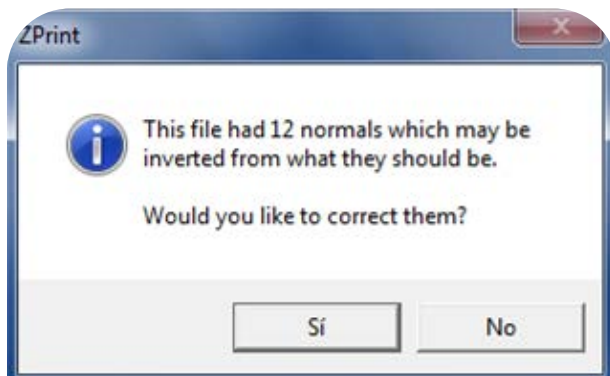 ZPrint
This file had 12 normals which may be
inverted from what they should be.
Would you like to correct them?
Sí
No